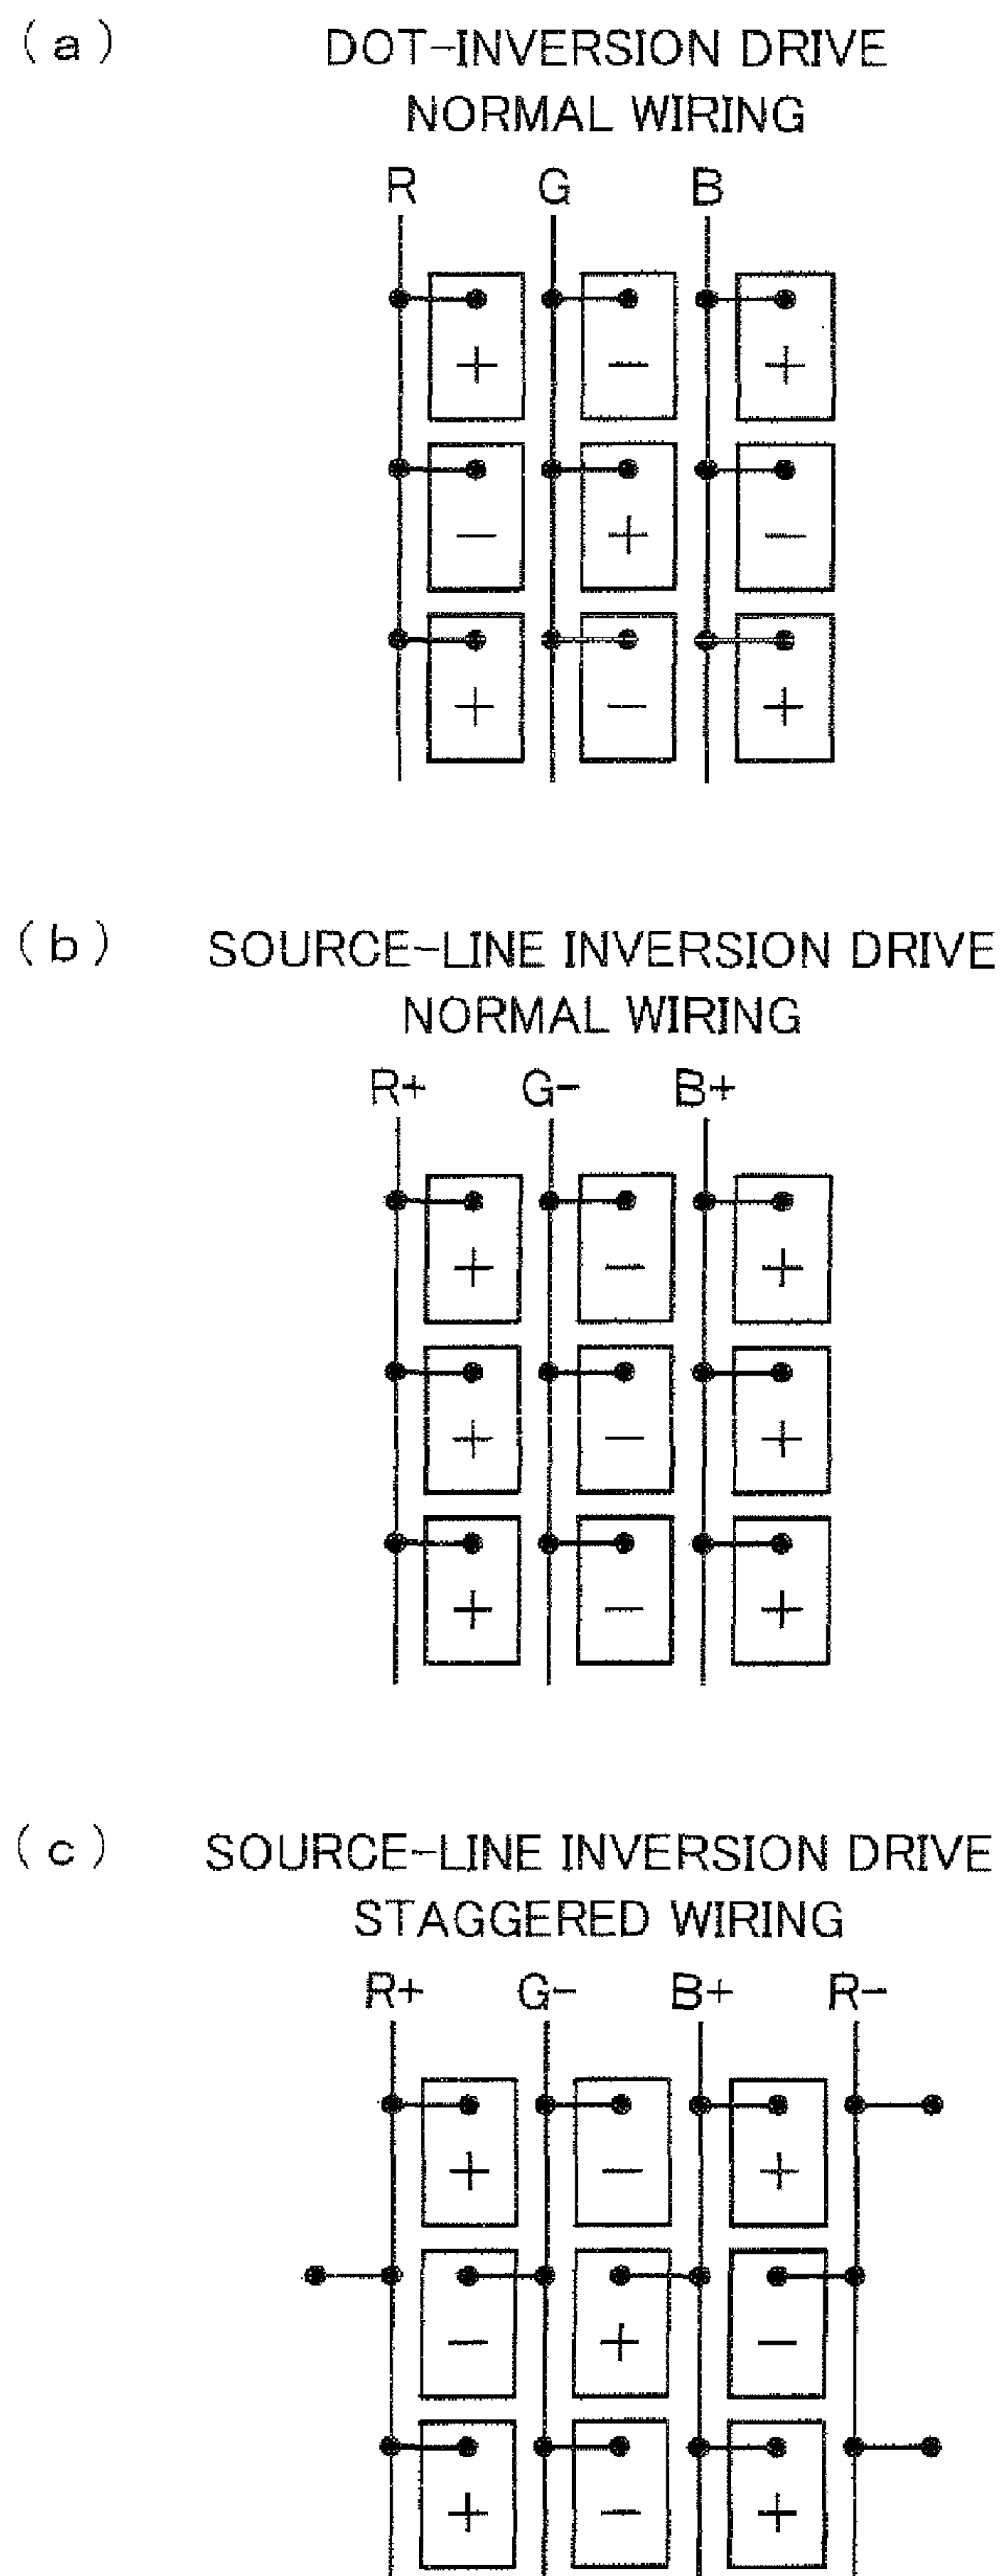 (a) DOT-INVERSION DRIVE
NORMAL WIRING
R G B
+ − +
− + −
+ − +
(b) SOURCE-LINE INVERSION DRIVE
NORMAL WIRING
R+ G− B+
+ − +
+ − +
+ − +
(c) SOURCE-LINE INVERSION DRIVE
STAGGERED WIRING
R+ G− B+ R−
+ − +
− + −
+ − +